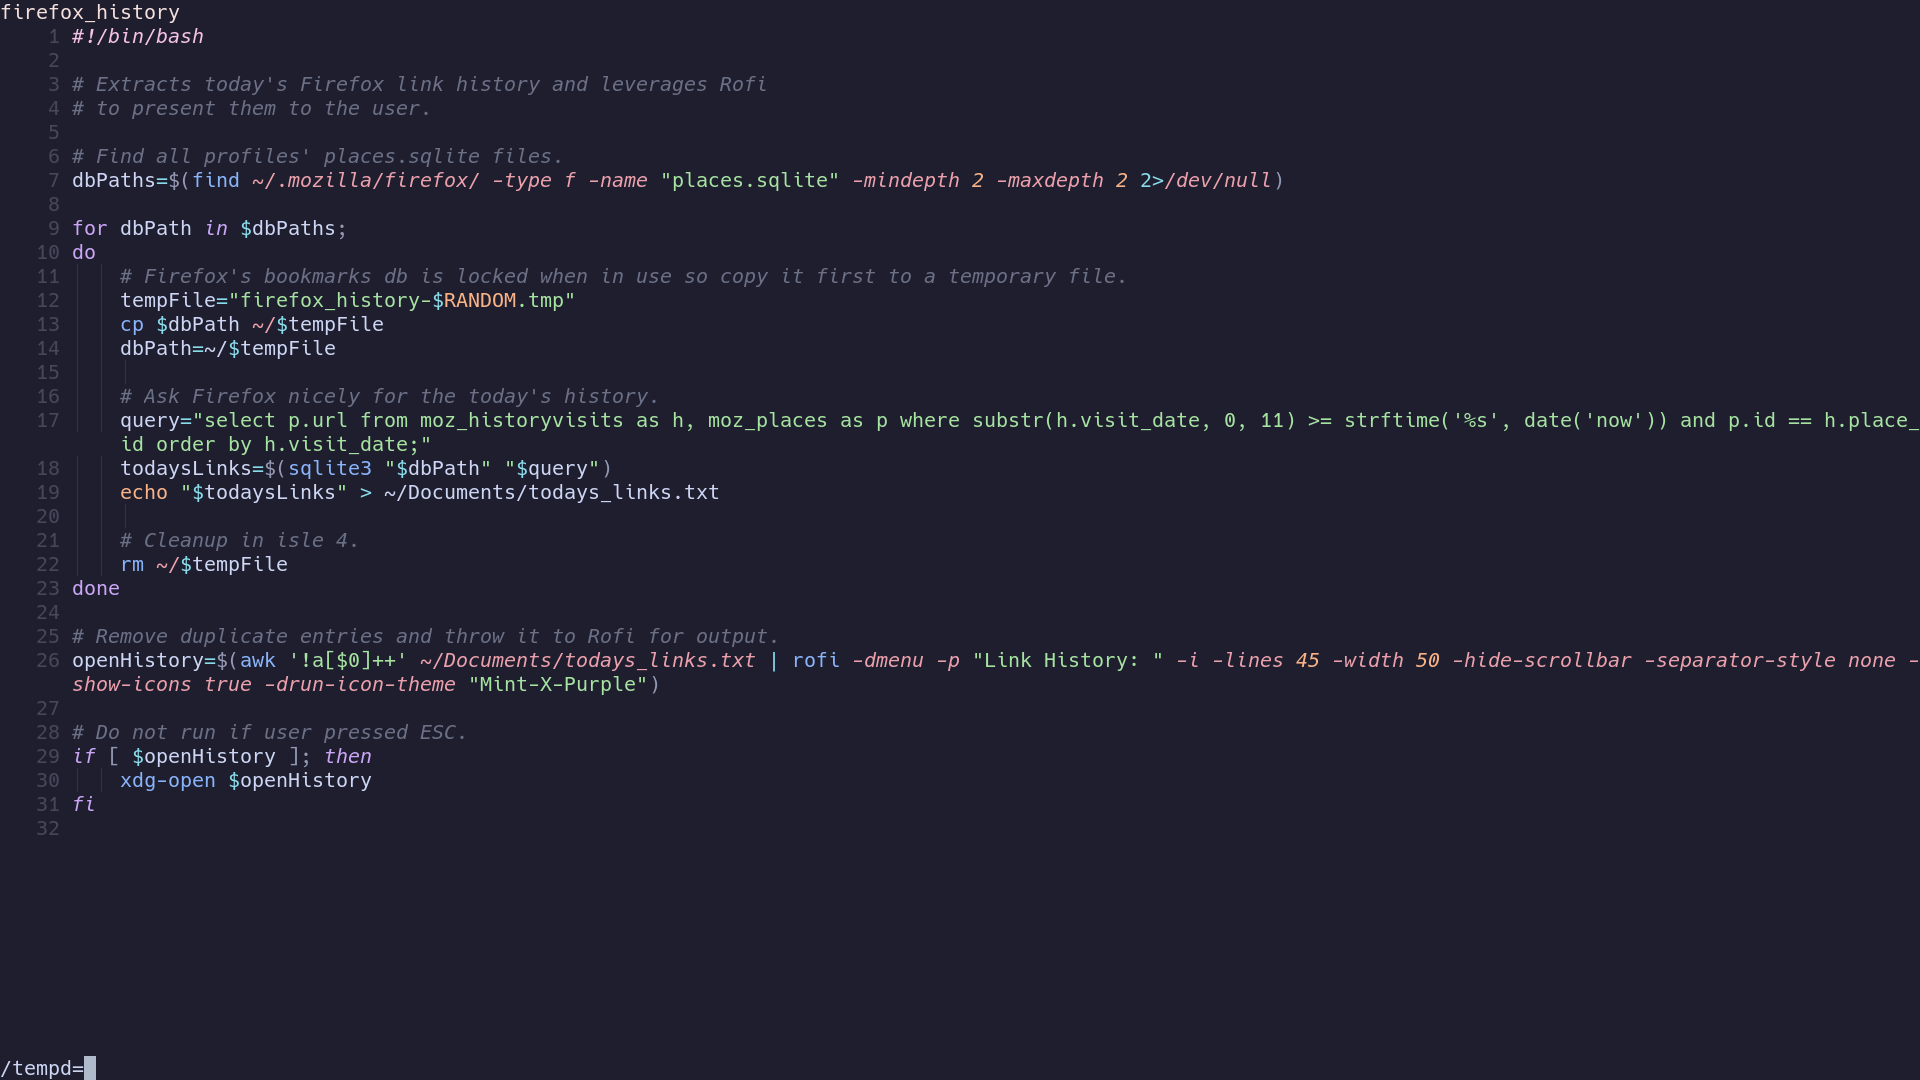 firefox_history
1 #!/bin/bash
2
3 # Extracts today's Firefox link history and leverages Rofi
4 # to present them to the user.
5
6 # Find all profiles' places.sqlite files.
7 dbPaths=$(find ~/.mozilla/firefox/ -type f -name "places.sqlite" -mindepth 2 -maxdepth 2 2>/dev/null)
8
9 for dbPath in $dbPaths;
10 do
11     # Firefox's bookmarks db is locked when in use so copy it first to a temporary file.
12     tempFile="firefox_history-$RANDOM.tmp"
13     cp $dbPath ~/$tempFile
14     dbPath=~/$tempFile
15
16     # Ask Firefox nicely for the today's history.
17     query="select p.url from moz_historyvisits as h, moz_places as p where substr(h.visit_date, 0, 11) >= strftime('%s', date('now')) and p.id == h.place_
id order by h.visit_date;"
18     todaysLinks=$(sqlite3 "$dbPath" "$query")
19     echo "$todaysLinks" > ~/Documents/todays_links.txt
20
21     # Cleanup in isle 4.
22     rm ~/$tempFile
23 done
24
25 # Remove duplicate entries and throw it to Rofi for output.
26 openHistory=$(awk '!a[$0]++' ~/Documents/todays_links.txt | rofi -dmenu -p "Link History: " -i -lines 45 -width 50 -hide-scrollbar -separator-style none -
show-icons true -drun-icon-theme "Mint-X-Purple")
27
28 # Do not run if user pressed ESC.
29 if [ $openHistory ]; then
30     xdg-open $openHistory
31 fi
32
/tempd=